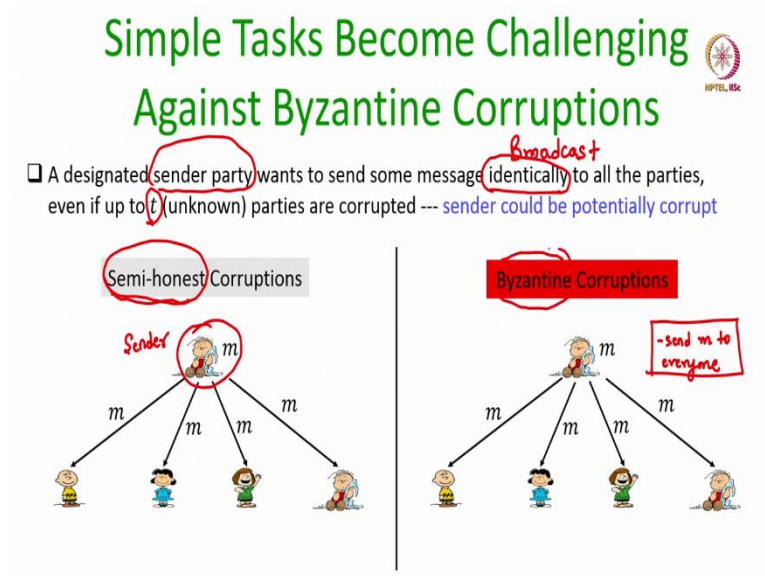 Simple Tasks Become Challenging
Against Byzantine Corruptions
NPTEL, IISc
Broadcast
❑ A designated sender party wants to send some message identically to all the parties,
even if up to t (unknown) parties are corrupted --- sender could be potentially corrupt
Semi-honest Corruptions
Sender
m
m
m
m
m
Byzantine Corruptions
m
-send m to
everyone
m
m
m
m